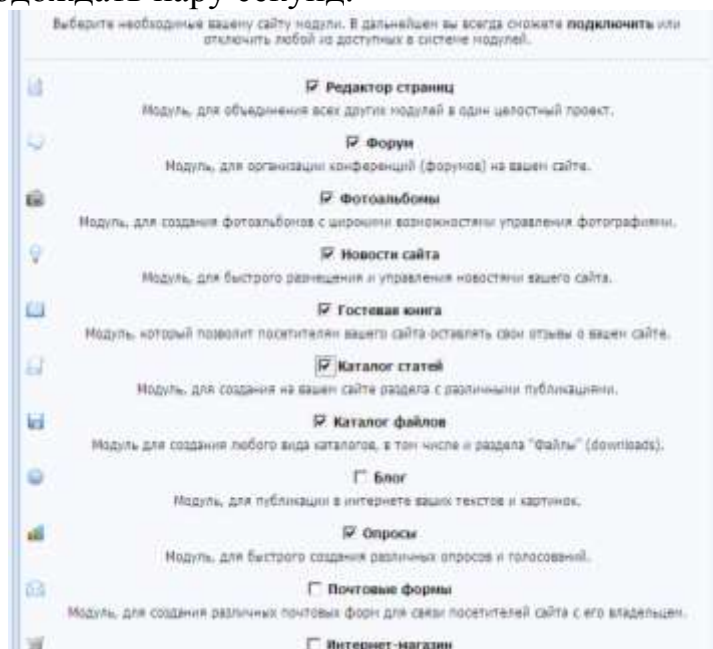 одождать пару секунд.
Выберите необходимые вашему сайту модули. В дальнейшем вы всегда сможете подключить или
отключить любой из доступных в системе модулей.
Редактор страниц
Модуль, для объединения всех других модулей в один целостный проект.
Форум
Модуль, для организации конференций (форумов) на вашем сайте.
Фотоальбомы
Модуль, для создания фотоальбомов с широкими возможностями управления фотографиями.
Новости сайта
Модуль, для быстрого размещения и управления новостями вашего сайта.
Гостевая книга
Модуль, который позволит посетителям вашего сайта оставлять свои отзывы о вашем сайте.
Каталог статей
Модуль, для создания на вашем сайте раздела с различными публикациями.
Каталог файлов
Модуль для создания любого вида каталогов, в том числе и раздела "Файлы" (downloads).
Блог
Модуль, для публикации в интернете ваших текстов и картинок.
Опросы
Модуль, для быстрого создания различных опросов и голосований.
Почтовые формы
Модуль, для создания различных почтовых форм для связи посетителей сайта с его владельцем.
Интернет-магазин